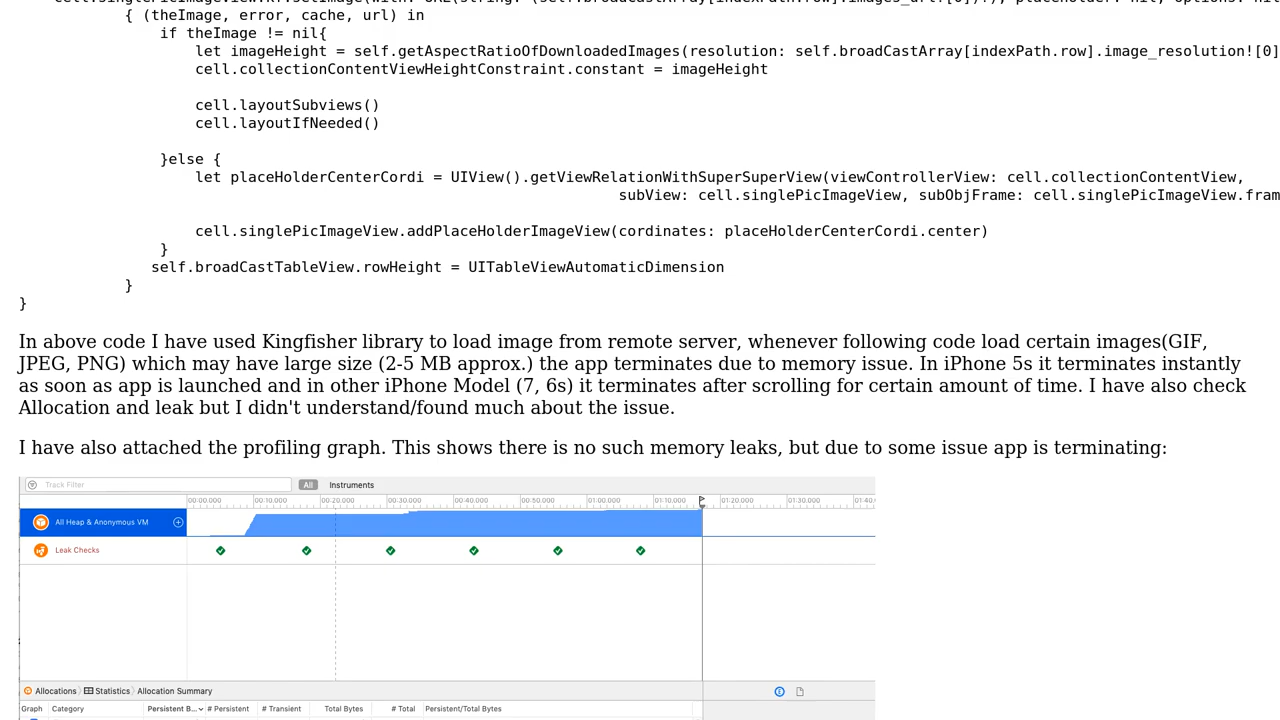 { (theImage, error, cache, url) in
if theImage != nil{
let imageHeight = self.getAspectRatioOfDownloadedImages(resolution: self.broadCastArray[indexPath.row].image_resolution![0]
cell.collectionContentViewHeightConstraint.constant = imageHeight
cell.layoutSubviews()
cell.layoutIfNeeded()
}else {
let placeHolderCenterCordi = UIView().getViewRelationWithSuperSuperView(viewControllerView: cell.collectionContentView,
subView: cell.singlePicImageView, subObjFrame: cell.singlePicImageView.fram
cell.singlePicImageView.addPlaceHolderImageView(cordinates: placeHolderCenterCordi.center)
}
self.broadCastTableView.rowHeight = UITableViewAutomaticDimension
}
}
In above code I have used Kingfisher library to load image from remote server, whenever following code load certain images(GIF,
JPEG, PNG) which may have large size (2-5 MB approx.) the app terminates due to memory issue. In iPhone 5s it terminates instantly
as soon as app is launched and in other iPhone Model (7, 6s) it terminates after scrolling for certain amount of time. I have also check
Allocation and leak but I didn't understand/found much about the issue.
I have also attached the profiling graph. This shows there is no such memory leaks, but due to some issue app is terminating:
Track Filter All Instruments
00:00.000 00:10.000 00:20.000 00:30.000 00:40.000 00:50.000 01:00.000 01:10.000 01:20.000 01:30.000 01:40.
All Heap & Anonymous VM
Leak Checks
Allocations Statistics Allocation Summary
Graph Category Persistent B... # Persistent # Transient Total Bytes # Total Persistent/Total Bytes